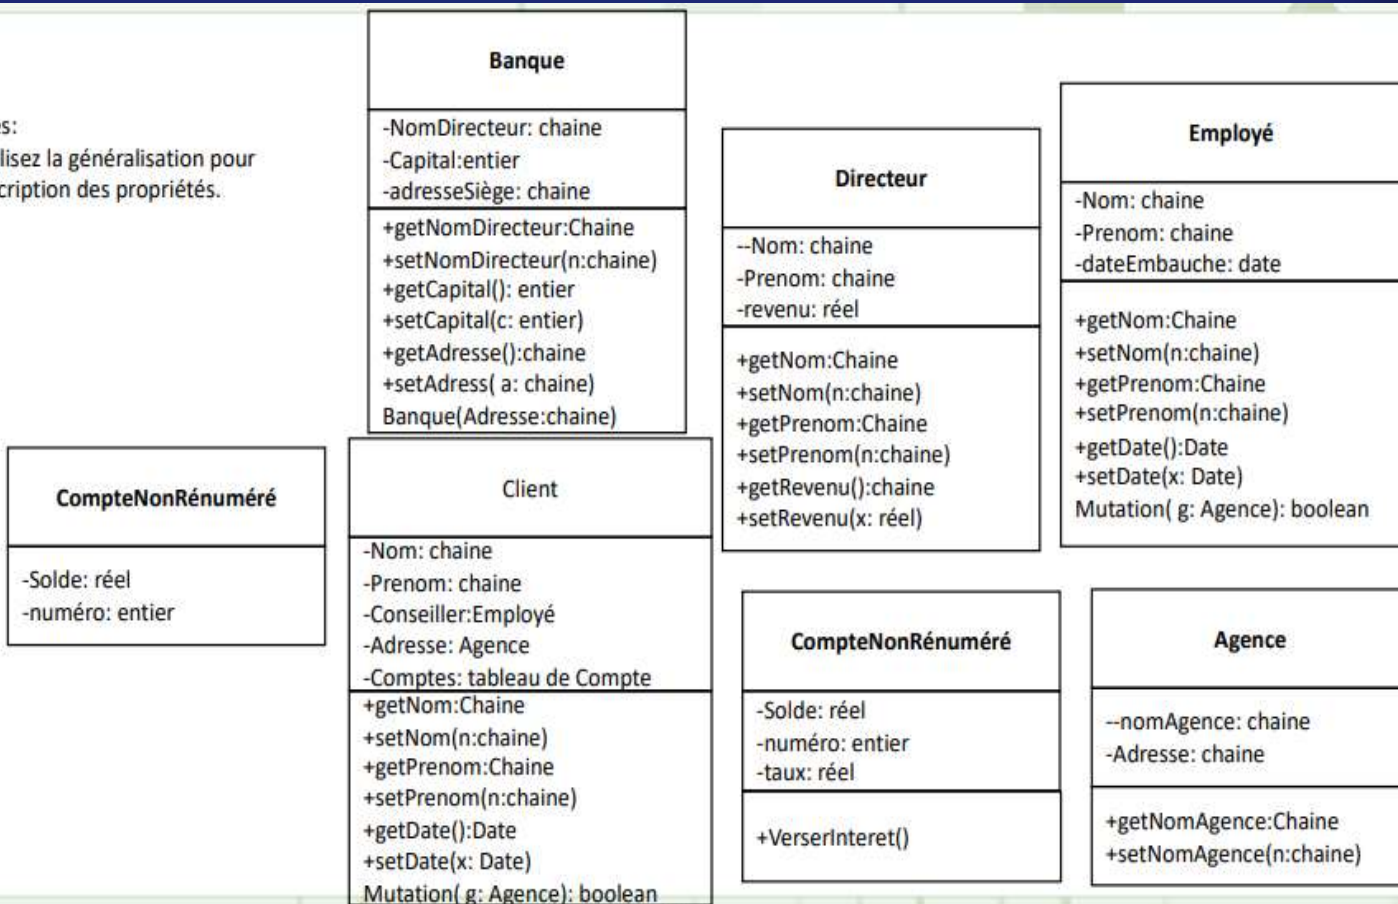 es:
lisez la généralisation pour
cription des propriétés.
Banque
-NomDirecteur: chaine
-Capital:entier
-adresseSiège: chaine
+getNomDirecteur:Chaine
+setNomDirecteur(n:chaine)
+getCapital(): entier
+setCapital(c: entier)
+getAdresse():chaine
+setAdress( a: chaine)
Banque(Adresse:chaine)
Directeur
--Nom: chaine
-Prenom: chaine
-revenu: réel
+getNom:Chaine
+setNom(n:chaine)
+getPrenom:Chaine
+setPrenom(n:chaine)
+getRevenu():chaine
+setRevenu(x: réel)
Employé
-Nom: chaine
-Prenom: chaine
-dateEmbauche: date
+getNom:Chaine
+setNom(n:chaine)
+getPrenom:Chaine
+setPrenom(n:chaine)
+getDate():Date
+setDate(x: Date)
Mutation( g: Agence): boolean
CompteNonRénuméré
-Solde: réel
-numéro: entier
Client
-Nom: chaine
-Prenom: chaine
-Conseiller:Employé
-Adresse: Agence
-Comptes: tableau de Compte
+getNom:Chaine
+setNom(n:chaine)
+getPrenom:Chaine
+setPrenom(n:chaine)
+getDate():Date
+setDate(x: Date)
Mutation( g: Agence): boolean
CompteNonRénuméré
-Solde: réel
-numéro: entier
-taux: réel
+VerserInteret()
Agence
--nomAgence: chaine
-Adresse: chaine
+getNomAgence:Chaine
+setNomAgence(n:chaine)